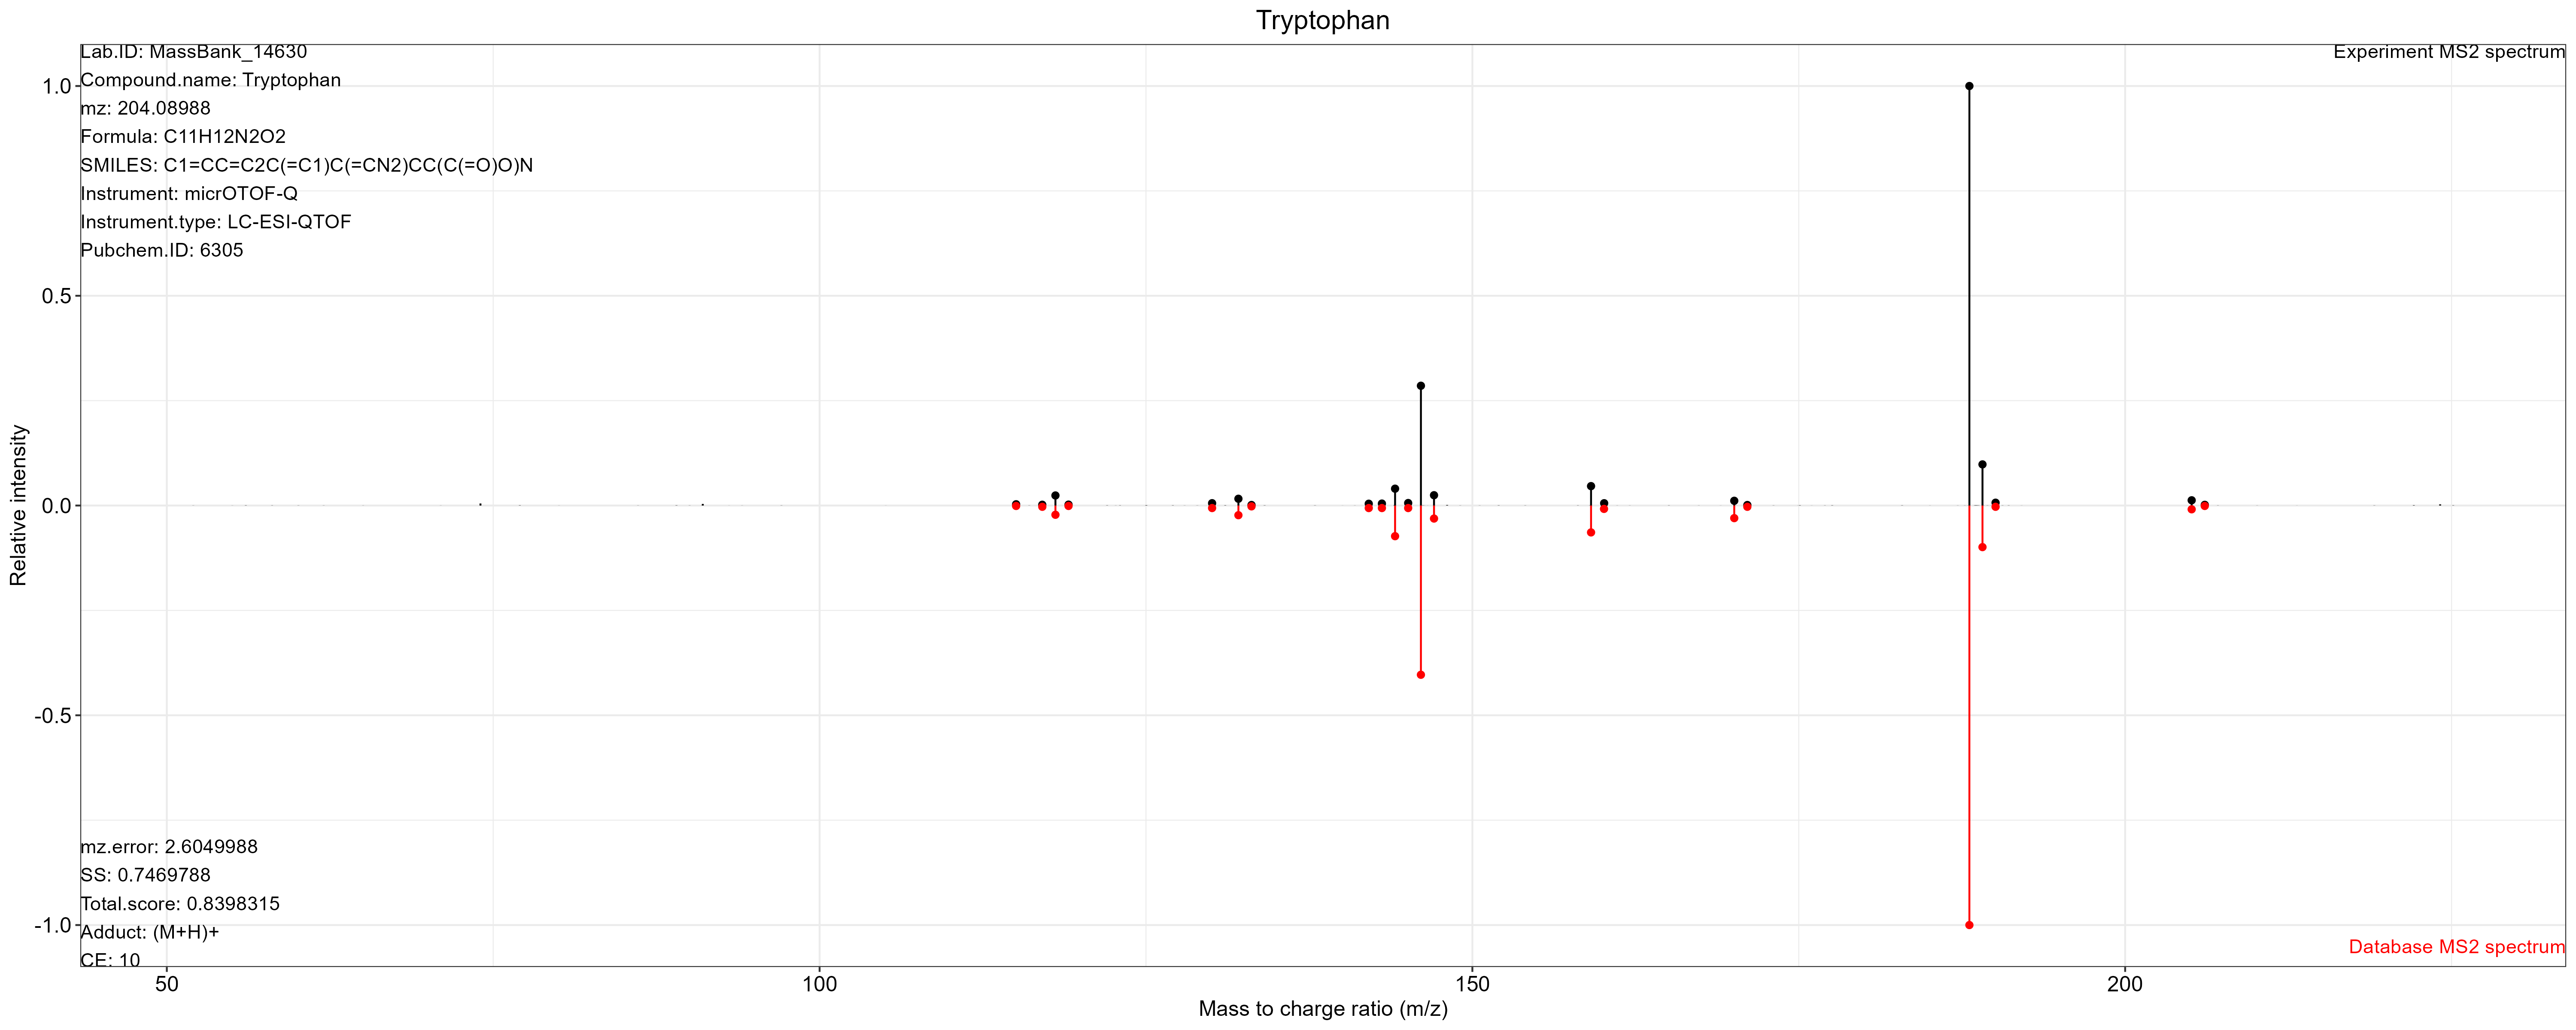 Tryptophan
Lab.ID: MassBank_14630
Experiment MS2 spectrum
Compound.name: Tryptophan
mz: 204.08988
Formula: C11H12N2O2
SMILES: C1=CC=C2C(=C1)C(=CN2)CC(C(=O)O)N
Instrument: micrOTOF-Q
Instrument.type: LC-ESI-QTOF
Pubchem.ID: 6305
1.0
0.5
0.0
-0.5
-1.0
Relative intensity
mz.error: 2.6049988
SS: 0.7469788
Total.score: 0.8398315
Adduct: (M+H)+
CE: 10
Database MS2 spectrum
50 100 150 200
Mass to charge ratio (m/z)